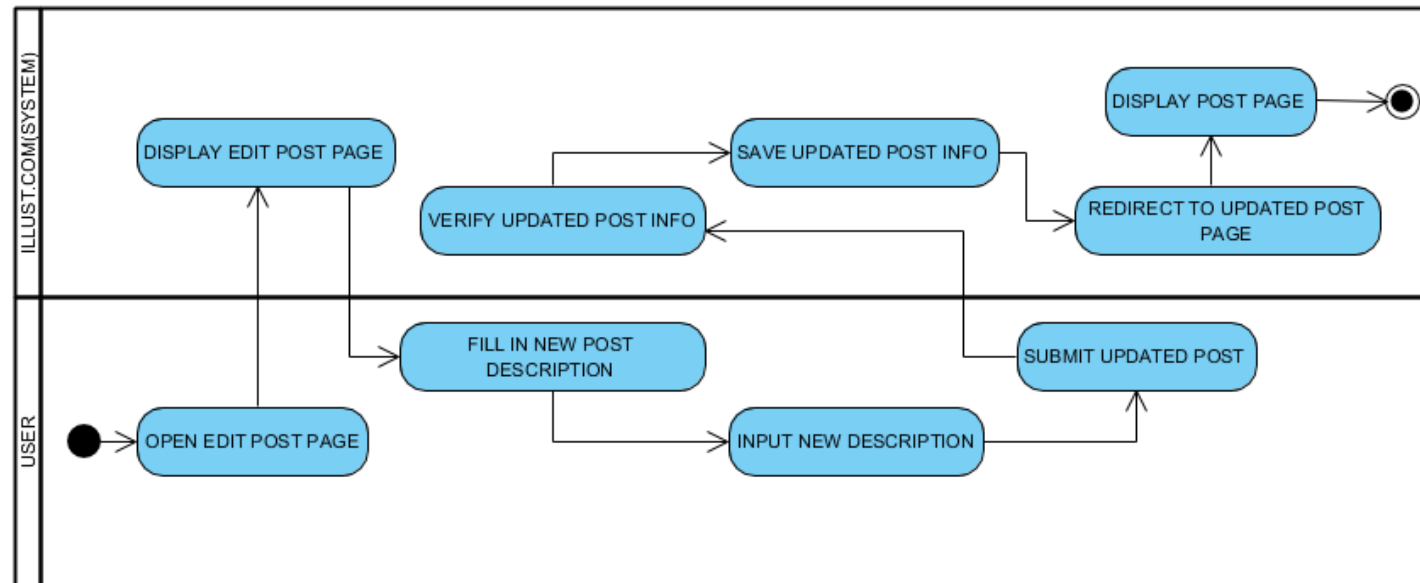 ILLUST.COM(SYSTEM)
DISPLAY POST PAGE
DISPLAY EDIT POST PAGE
SAVE UPDATED POST INFO
VERIFY UPDATED POST INFO
REDIRECT TO UPDATED POST
PAGE
USER
FILL IN NEW POST
DESCRIPTION
SUBMIT UPDATED POST
OPEN EDIT POST PAGE
INPUT NEW DESCRIPTION